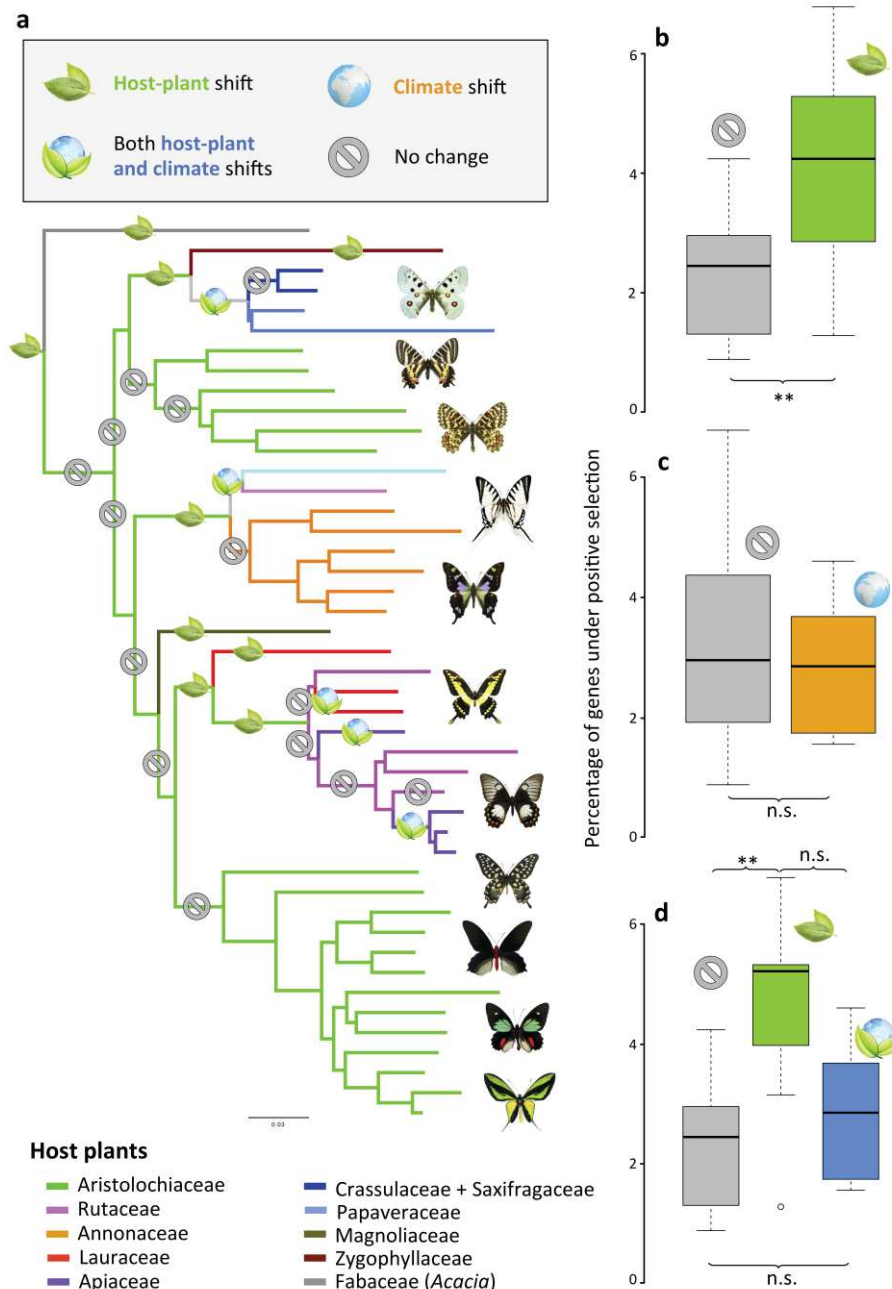 a
Host-plant shift
Climate shift
Both host-plant
and climate shifts
No change
0.03
Host plants
Aristolochiaceae
Rutaceae
Annonaceae
Lauraceae
Apiaceae
Crassulaceae + Saxifragaceae
Papaveraceae
Magnoliaceae
Zygophyllaceae
Fabaceae (Acacia)
Percentage of genes under positive selection
b
6
4
2
0
**
c
6
4
2
0
n.s.
d
** n.s.
6
4
2
0
n.s.